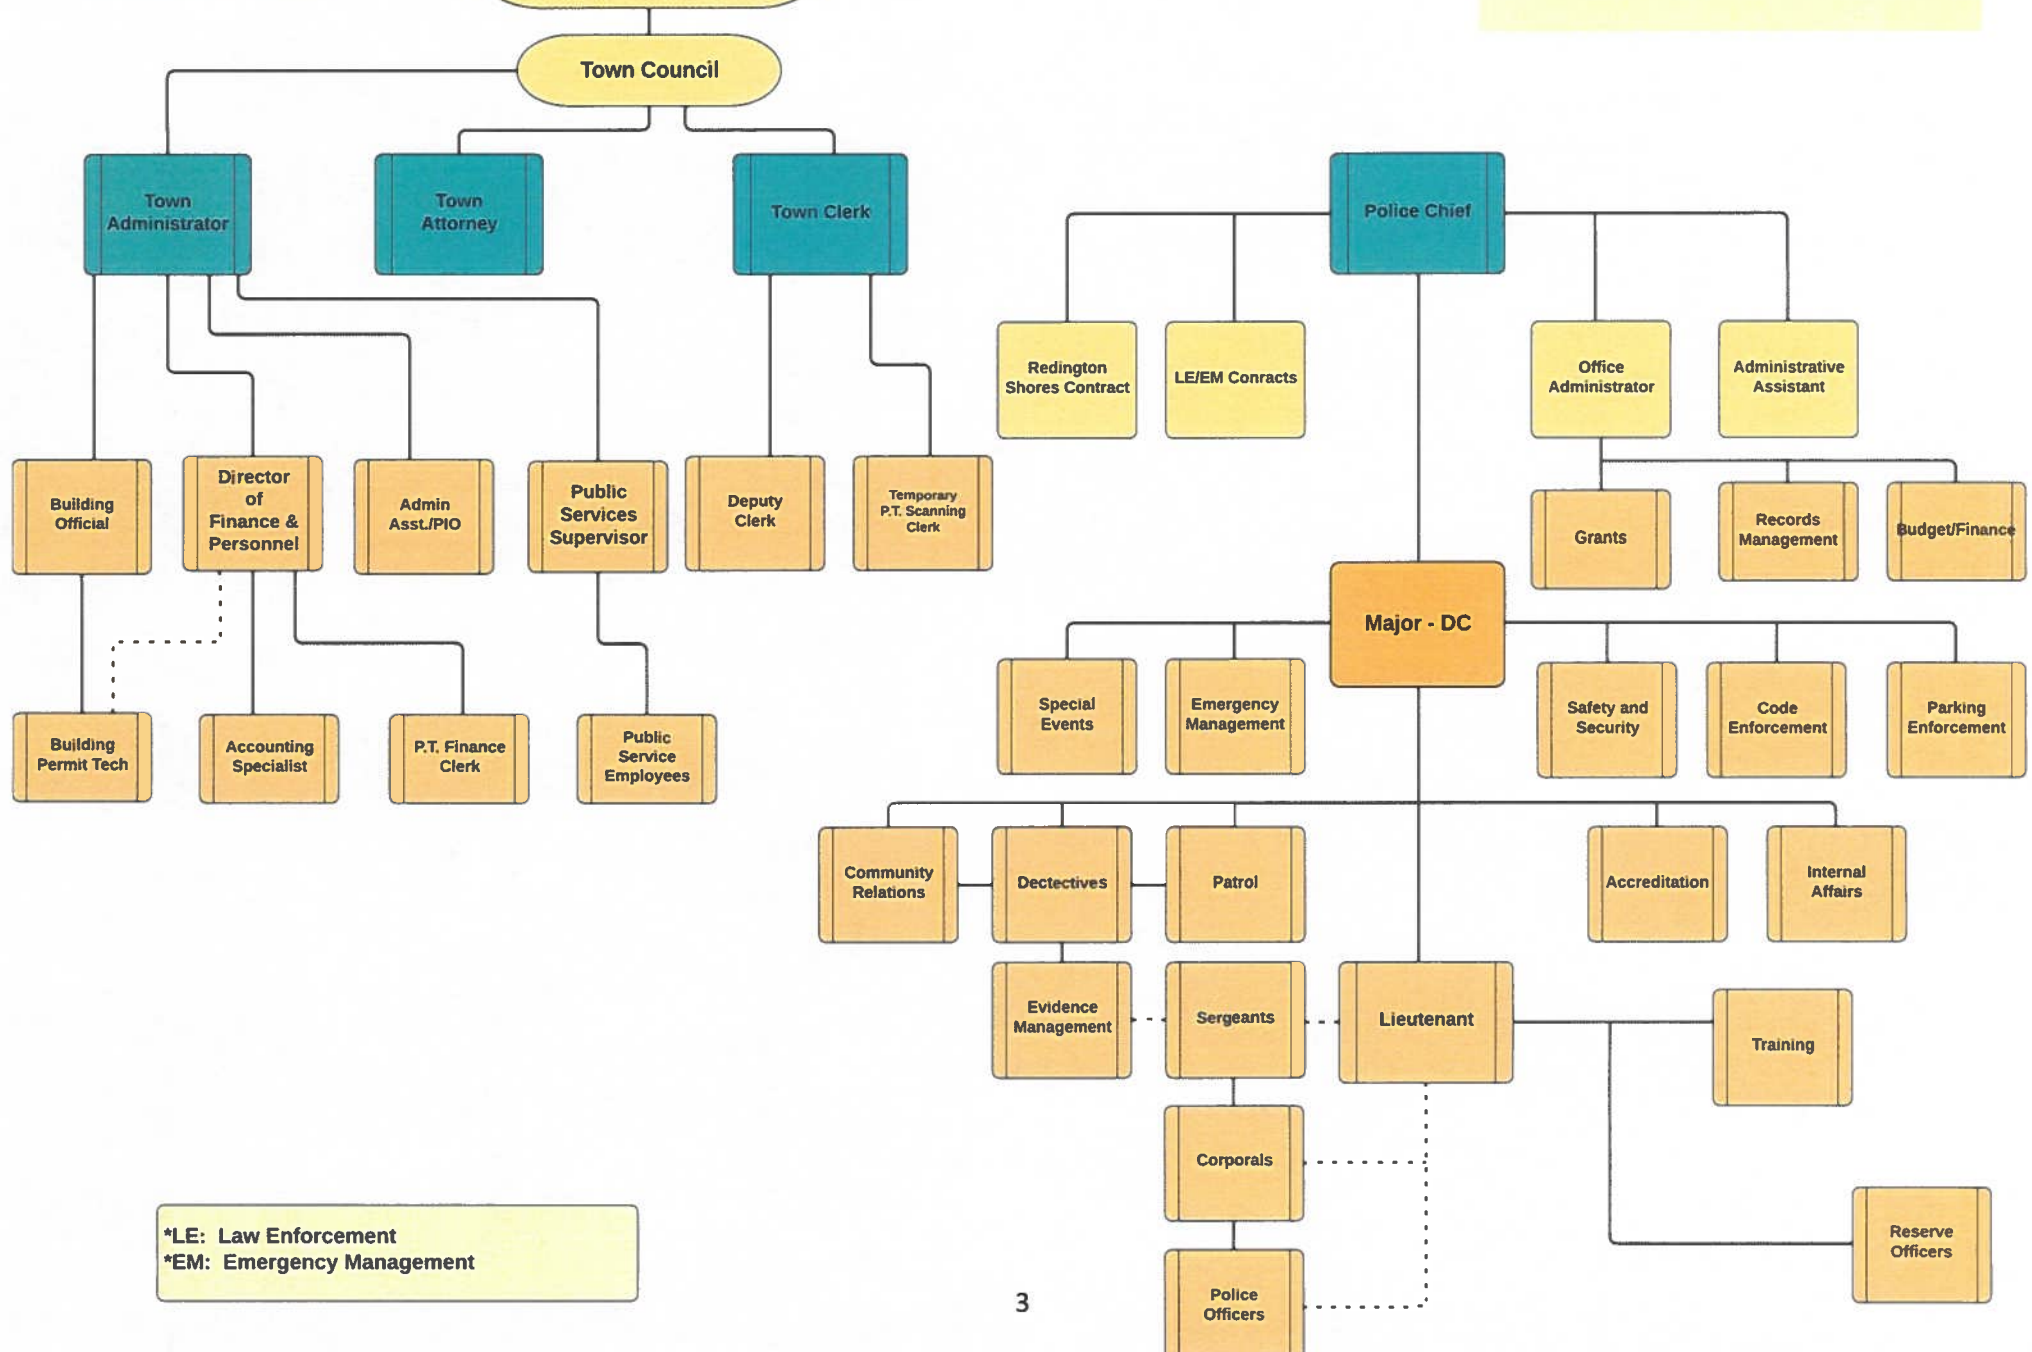 Town Council
Town
Administrator
Town
Attorney
Town Clerk
Police Chief
Redington
Shores Contract
LE/EM Conracts
Office
Administrator
Administrative
Assistant
Building
Official
Director
of
Finance &
Personnel
Admin
Asst./PIO
Public
Services
Supervisor
Deputy
Clerk
Temporary
P.T. Scanning
Clerk
Grants
Records
Management
Budget/Finance
Major - DC
Special
Events
Emergency
Management
Safety and
Security
Code
Enforcement
Parking
Enforcement
Building
Permit Tech
Accounting
Specialist
P.T. Finance
Clerk
Public
Service
Employees
Community
Relations
Dectectives
Patrol
Accreditation
Internal
Affairs
Evidence
Management
Sergeants
Lieutenant
Training
Corporals
Reserve
Officers
Police
Officers
*LE: Law Enforcement
*EM: Emergency Management
3